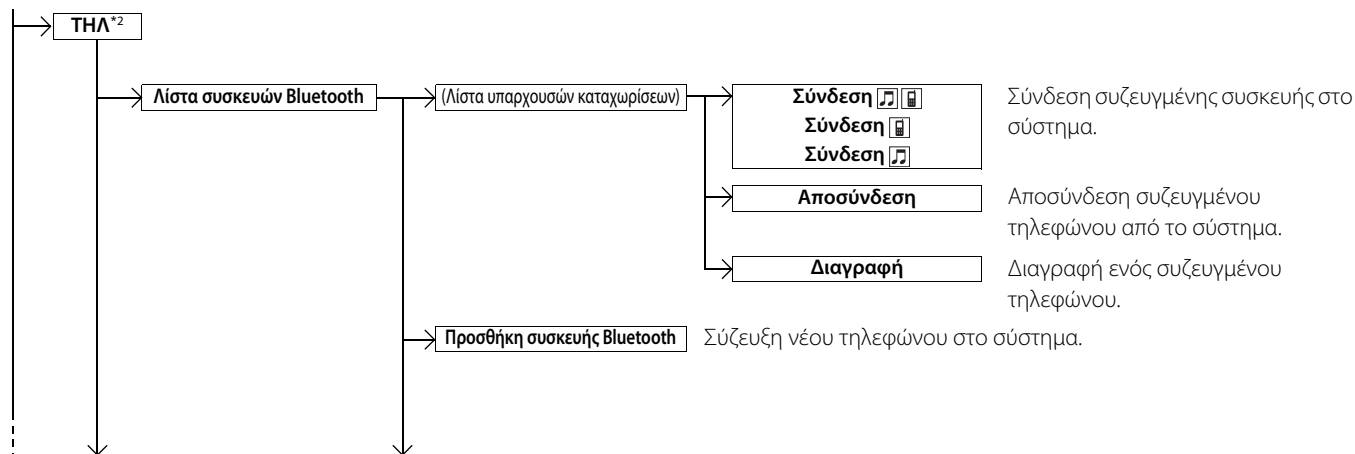 ΤΗΛ*2
Λίστα συσκευών Bluetooth
(Λίστα υπαρχουσών καταχωρίσεων)
Σύνδεση
Σύνδεση
Σύνδεση
Σύνδεση συζευγμένης συσκευής στο
σύστημα.
Αποσύνδεση
Αποσύνδεση συζευγμένου
τηλεφώνου από το σύστημα.
Διαγραφή
Διαγραφή ενός συζευγμένου
τηλεφώνου.
Προσθήκη συσκευής Bluetooth
Σύζευξη νέου τηλεφώνου στο σύστημα.